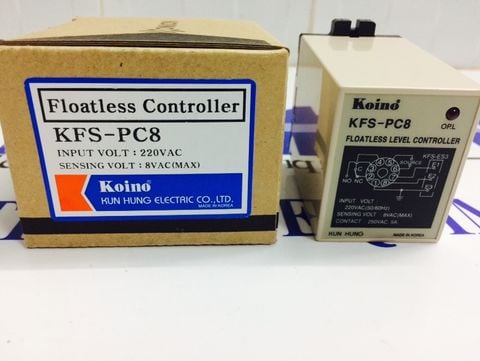 Floatless Controller
KFS-PC8
INPUT VOLT : 220VAC
SENSING VOLT : 8VAC(MAX)
Koino
KUN HUNG ELECTRIC CO.,LTD.
MADE IN KOREA
Koino
KFS-PC8
OP.L
FLOATLESS LEVEL CONTROLLER
SOURCE
KFS-ES3
C
E1
E2
E3
NO NC
INPUT VOLT
220VAC(50/60Hz)
SENSING VOLT 8VAC(MAX)
CONTACT 250VAC 5A
KUN HUNG
MADE IN KOREA